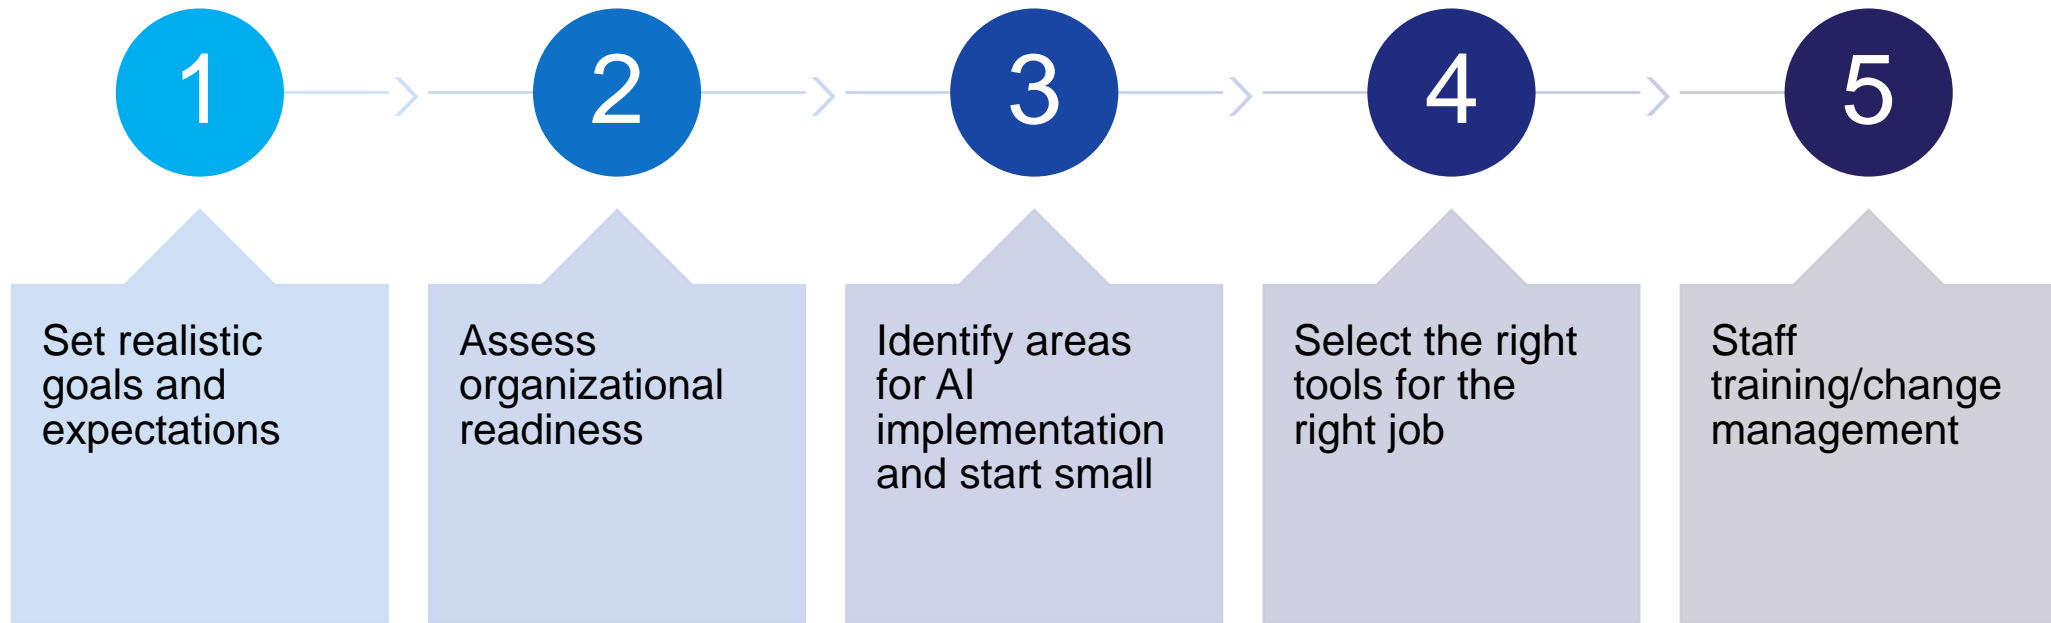 1
2
3
4
5
Set realistic
goals and
expectations
Assess
organizational
readiness
Identify areas
for AI
implementation
and start small
Select the right
tools for the
right job
Staff
training/change
management